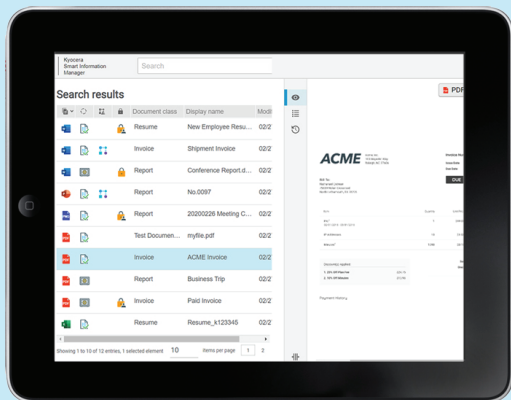 Kyocera
Smart Information
Manager
Search
Search results
PDF
Document class Display name Modi
Resume New Employee Resu... 02/2
Invoice Shipment Invoice 02/2
Report Conference Report.d... 02/2
Report No.0097 02/2
Report 20200226 Meeting C... 02/2
Test Documen... myfile.pdf 02/2
Invoice ACME Invoice 02/2
Report Business Trip 02/2
Invoice Paid Invoice 02/2
Resume Resume_k123345 02/2
Showing 1 to 10 of 12 entries, 1 selected element 10 Items per page 1 2
ACME
Bill To:
DUE
Discount(s) applied
Payment History